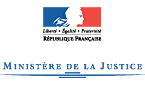 Liberté • Égalité • Fraternité
RÉPUBLIQUE FRANÇAISE
MINISTÈRE DE LA JUSTICE